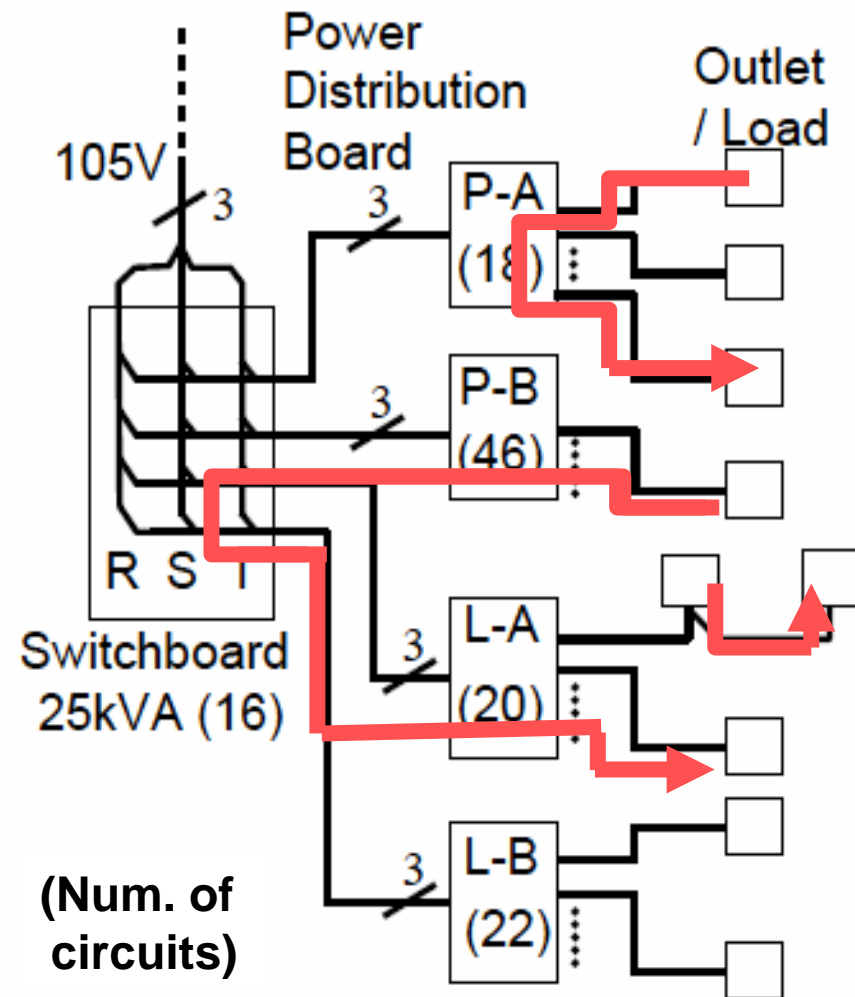 Power
Distribution
Board
Outlet
/ Load
105V
3
3
P-A
(18)
3
P-B
(46)
R S T
Switchboard
25kVA (16)
3
L-A
(20)
3
L-B
(22)
(Num. of
circuits)